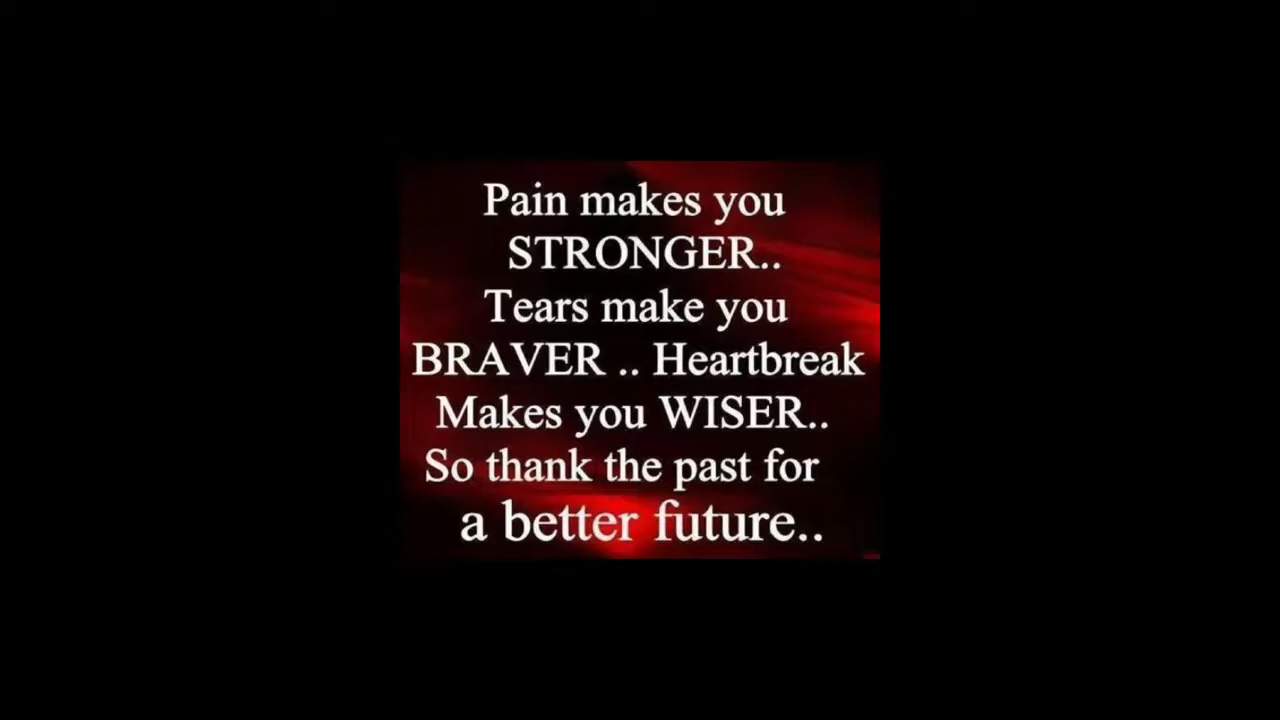 Pain makes you
STRONGER..
Tears make you
BRAVER .. Heartbreak
Makes you WISER..
So thank the past for
a better future..